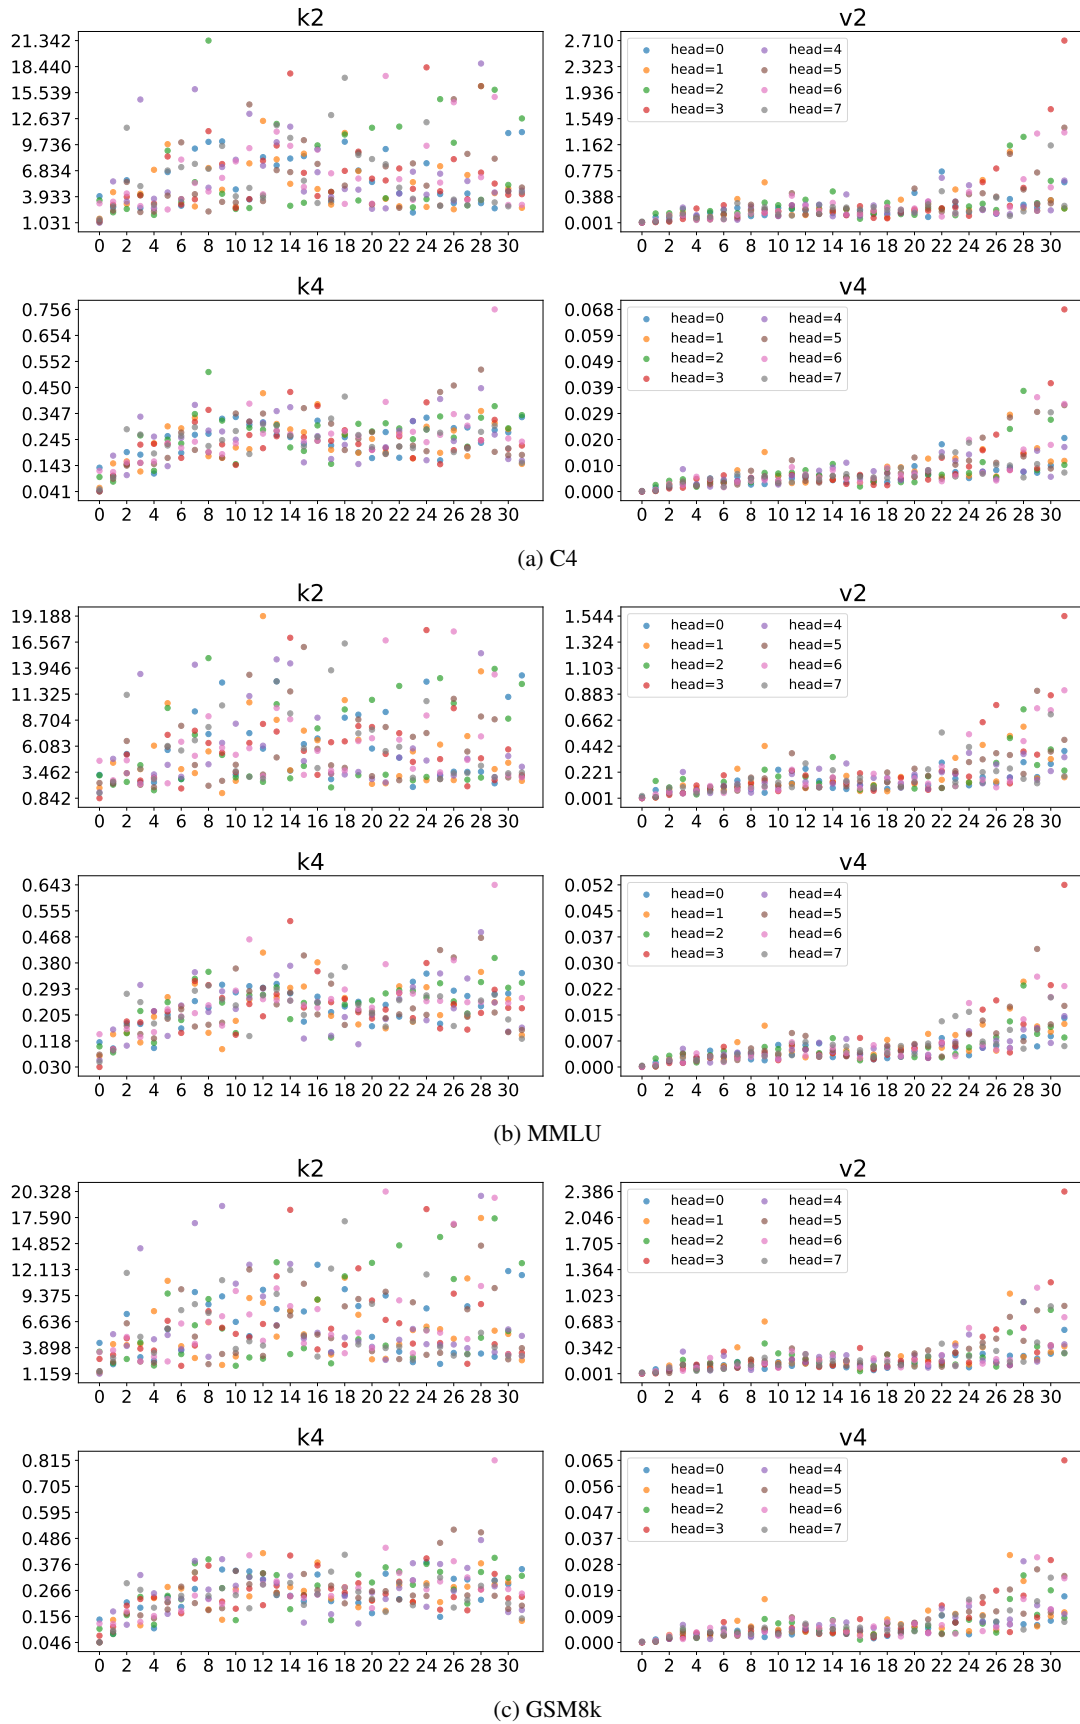 k2
v2
21.342
18.440
15.539
12.637
9.736
6.834
3.933
1.031
0 2 4 6 8 10 12 14 16 18 20 22 24 26 28 30
2.710
2.323
1.936
1.549
1.162
0.775
0.388
0.001
head=0 head=4
head=1 head=5
head=2 head=6
head=3 head=7
0 2 4 6 8 10 12 14 16 18 20 22 24 26 28 30
k4
v4
0.756
0.654
0.552
0.450
0.347
0.245
0.143
0.041
0 2 4 6 8 10 12 14 16 18 20 22 24 26 28 30
0.068
0.059
0.049
0.039
0.029
0.020
0.010
0.000
head=0 head=4
head=1 head=5
head=2 head=6
head=3 head=7
0 2 4 6 8 10 12 14 16 18 20 22 24 26 28 30
(a) C4
k2
v2
19.188
16.567
13.946
11.325
8.704
6.083
3.462
0.842
0 2 4 6 8 10 12 14 16 18 20 22 24 26 28 30
1.544
1.324
1.103
0.883
0.662
0.442
0.221
0.001
head=0 head=4
head=1 head=5
head=2 head=6
head=3 head=7
0 2 4 6 8 10 12 14 16 18 20 22 24 26 28 30
k4
v4
0.643
0.555
0.468
0.380
0.293
0.205
0.118
0.030
0 2 4 6 8 10 12 14 16 18 20 22 24 26 28 30
0.052
0.045
0.037
0.030
0.022
0.015
0.007
0.000
head=0 head=4
head=1 head=5
head=2 head=6
head=3 head=7
0 2 4 6 8 10 12 14 16 18 20 22 24 26 28 30
(b) MMLU
k2
v2
20.328
17.590
14.852
12.113
9.375
6.636
3.898
1.159
0 2 4 6 8 10 12 14 16 18 20 22 24 26 28 30
2.386
2.046
1.705
1.364
1.023
0.683
0.342
0.001
head=0 head=4
head=1 head=5
head=2 head=6
head=3 head=7
0 2 4 6 8 10 12 14 16 18 20 22 24 26 28 30
k4
v4
0.815
0.705
0.595
0.486
0.376
0.266
0.156
0.046
0 2 4 6 8 10 12 14 16 18 20 22 24 26 28 30
0.065
0.056
0.046
0.037
0.028
0.019
0.009
0.000
head=0 head=4
head=1 head=5
head=2 head=6
head=3 head=7
0 2 4 6 8 10 12 14 16 18 20 22 24 26 28 30
(c) GSM8k